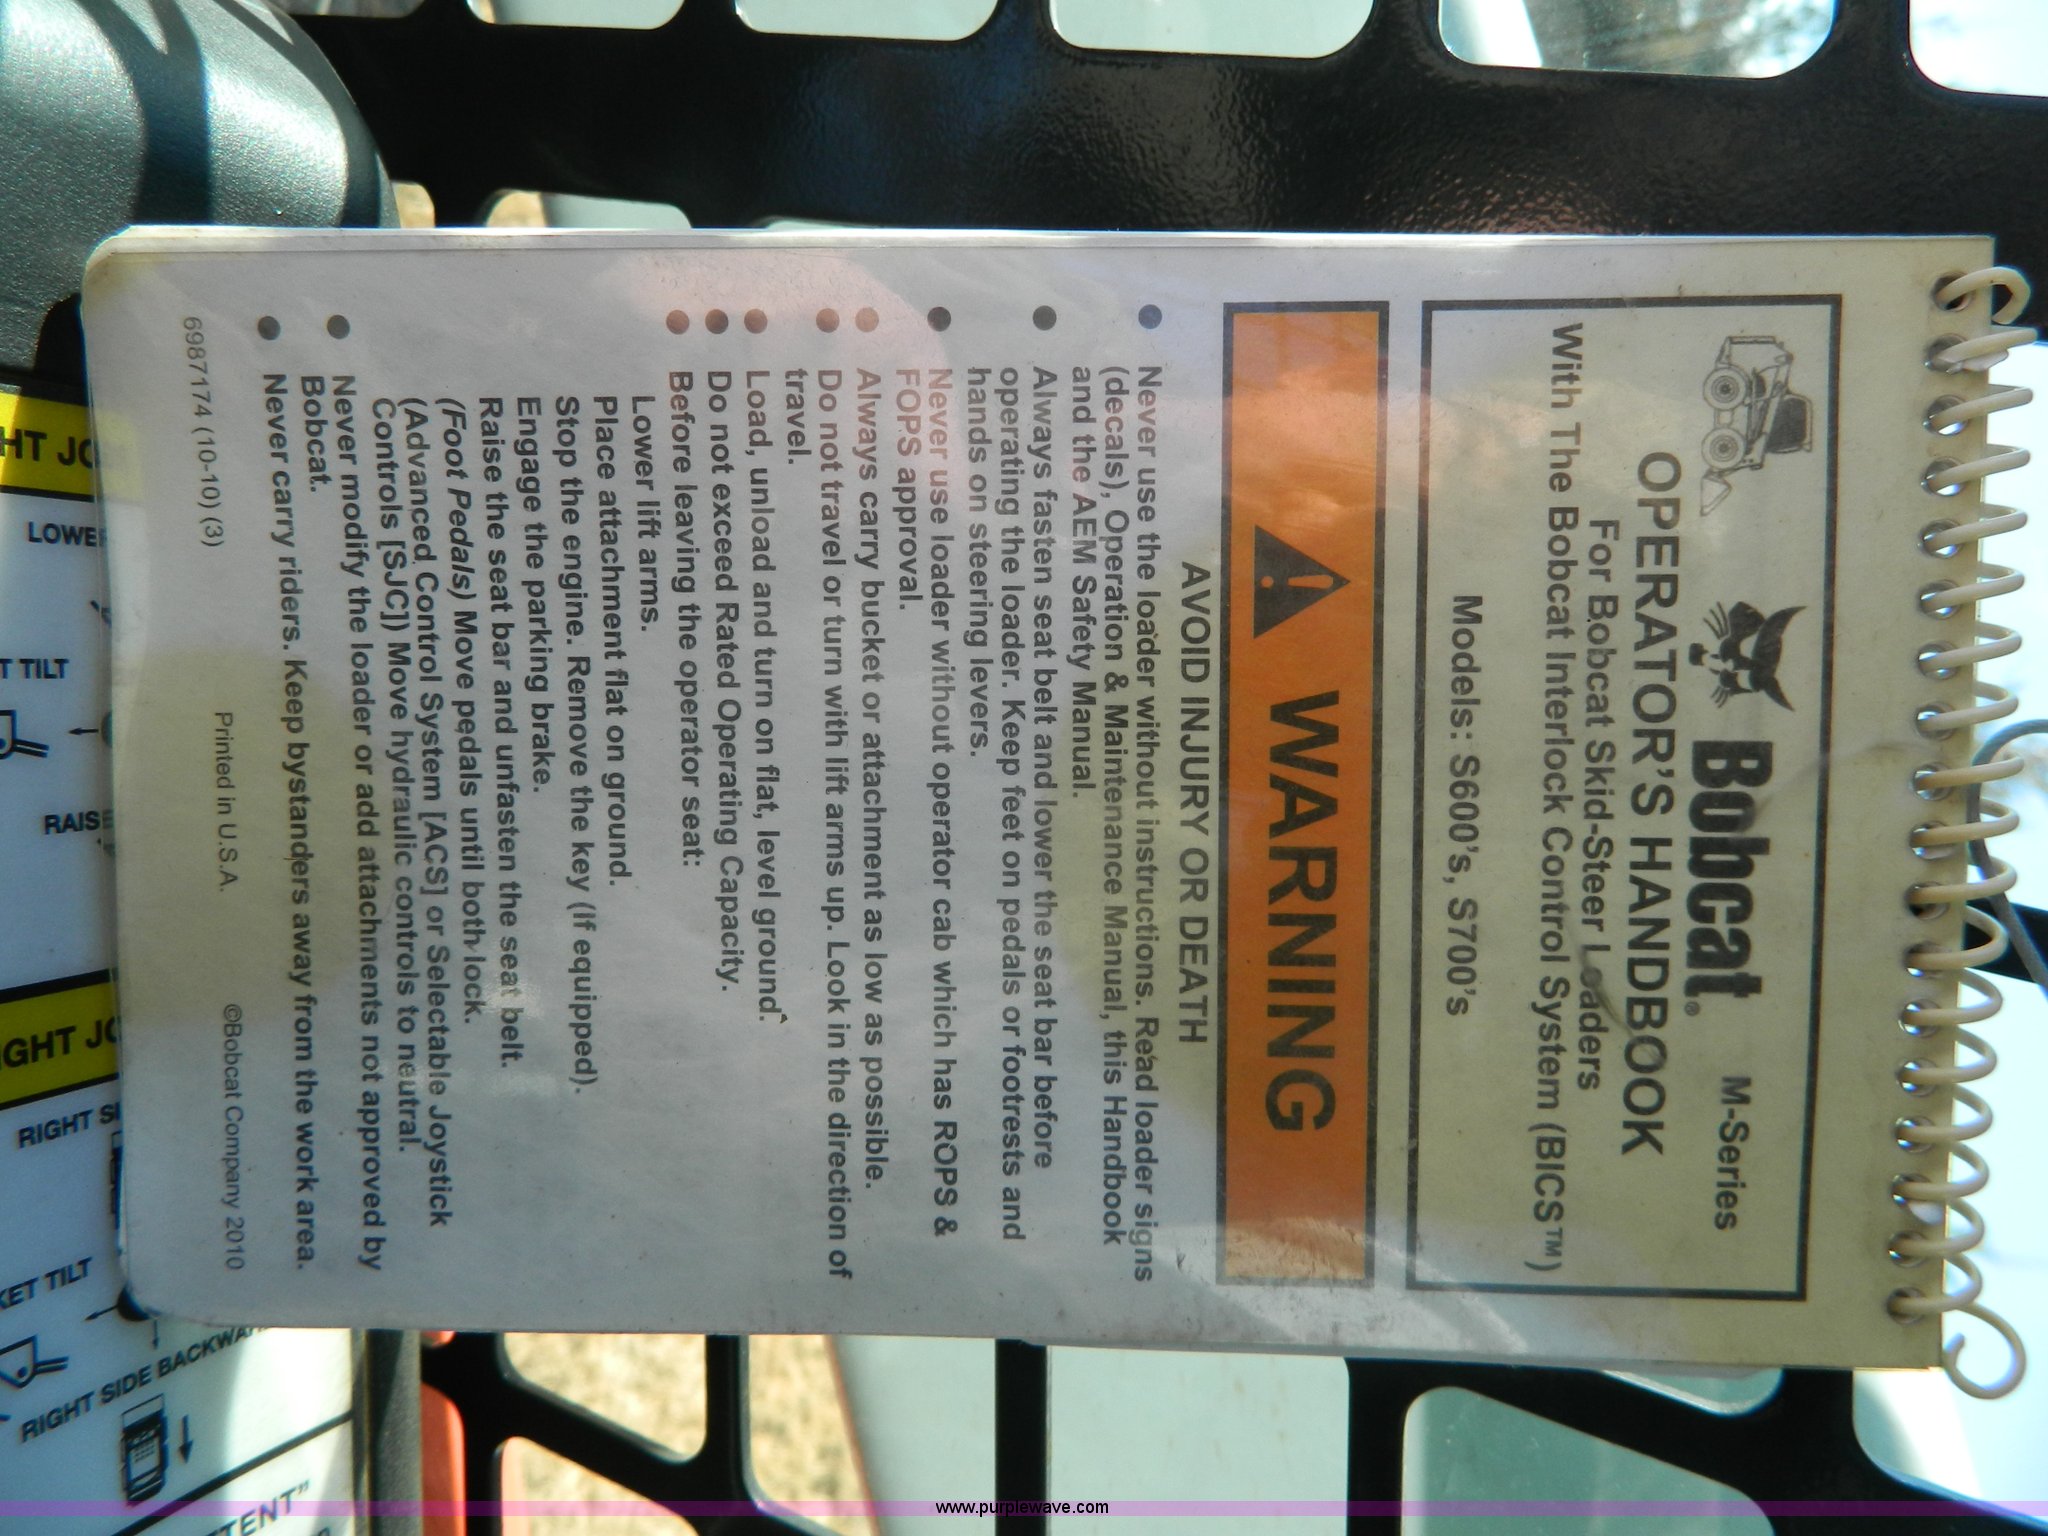 Bobcat® M-Series
OPERATOR'S HANDBOOK
For Bobcat Skid-Steer Loaders
With The Bobcat Interlock Control System (BICS™)
Models: S600's, S700's
WARNING
AVOID INJURY OR DEATH
● Never use the loader without instructions. Read loader signs
(decals), Operation & Maintenance Manual, this Handbook
and the AEM Safety Manual.
● Always fasten seat belt and lower the seat bar before
operating the loader. Keep feet on pedals or footrests and
hands on steering levers.
● Never use loader without operator cab which has ROPS &
FOPS approval.
● Always carry bucket or attachment as low as possible.
● Do not travel or turn with lift arms up. Look in the direction of
travel.
● Load, unload and turn on flat, level ground.
● Do not exceed Rated Operating Capacity.
● Before leaving the operator seat:
Lower lift arms.
Place attachment flat on ground.
Stop the engine. Remove the key (if equipped).
Engage the parking brake.
Raise the seat bar and unfasten the seat belt.
(Foot Pedals) Move pedals until both lock.
(Advanced Control System [ACS] or Selectable Joystick
Controls [SJC]) Move hydraulic controls to neutral.
● Never modify the loader or add attachments not approved by
Bobcat.
● Never carry riders. Keep bystanders away from the work area.
6987174 (10-10) (3) Printed in U.S.A. ©Bobcat Company 2010
HT JO
LOWE
T TILT
RAISE
IGHT JO
RIGHT SI
KET TILT
RIGHT SIDE BACKWA
TENT"
www.purplewave.com